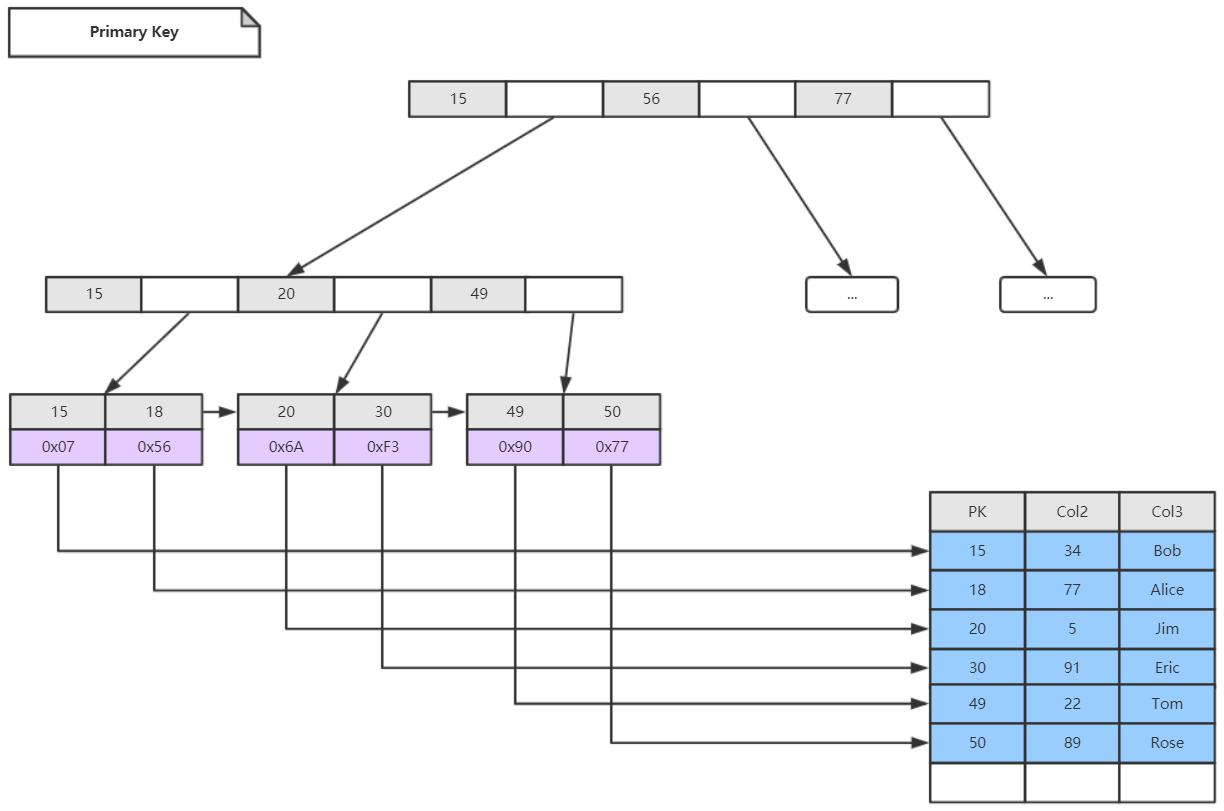 Primary Key
15 56 77
15 20 49 ... ...
15 18 20 30 49 50
0x07 0x56 0x6A 0xF3 0x90 0x77
PK Col2 Col3
15 34 Bob
18 77 Alice
20 5 Jim
30 91 Eric
49 22 Tom
50 89 Rose